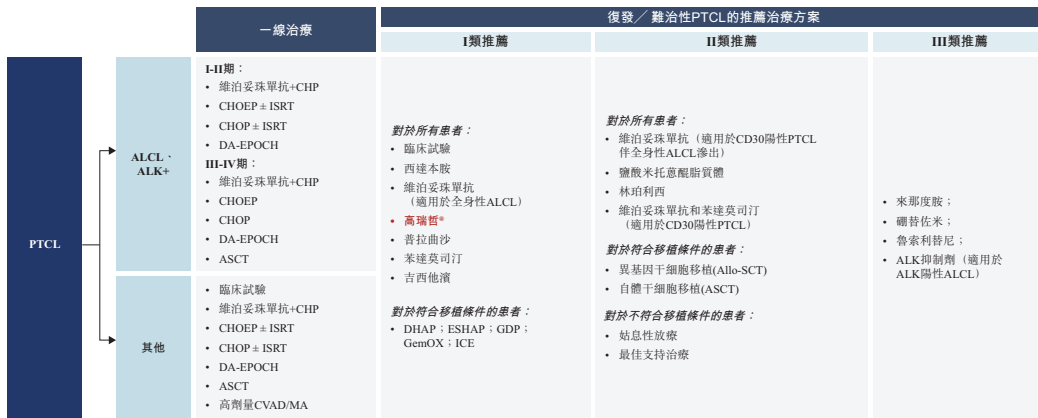 一線治療
復發／難治性PTCL的推薦治療方案
I類推薦
II類推薦
III類推薦
PTCL
ALCL、
ALK+
I-II期：
• 維泊妥珠單抗+CHP
• CHOEP ± ISRT
• CHOP ± ISRT
• DA-EPOCH
III-IV期：
• 維泊妥珠單抗+CHP
• CHOEP
• CHOP
• DA-EPOCH
• ASCT
其他
• 臨床試驗
• 維泊妥珠單抗+CHP
• CHOEP ± ISRT
• CHOP ± ISRT
• DA-EPOCH
• ASCT
• 高劑量CVAD/MA
對於所有患者：
• 臨床試驗
• 西達本胺
• 維泊妥珠單抗
（適用於全身性ALCL）
• 高瑞哲®
• 普拉曲沙
• 苯達莫司汀
• 吉西他濱
對於符合移植條件的患者：
• DHAP；ESHAP；GDP；
GemOX；ICE
對於所有患者：
• 維泊妥珠單抗（適用於CD30陽性PTCL
伴全身性ALCL滲出）
• 鹽酸米托蒽醌脂質體
• 林珀利西
• 維泊妥珠單抗和苯達莫司汀
（適用於CD30陽性PTCL）
對於符合移植條件的患者：
• 異基因干細胞移植(Allo-SCT)
• 自體干細胞移植(ASCT)
對於不符合移植條件的患者：
• 姑息性放療
• 最佳支持治療
• 來那度胺；
• 硼替佐米；
• 魯索利替尼；
• ALK抑制劑（適用於
ALK陽性ALCL）